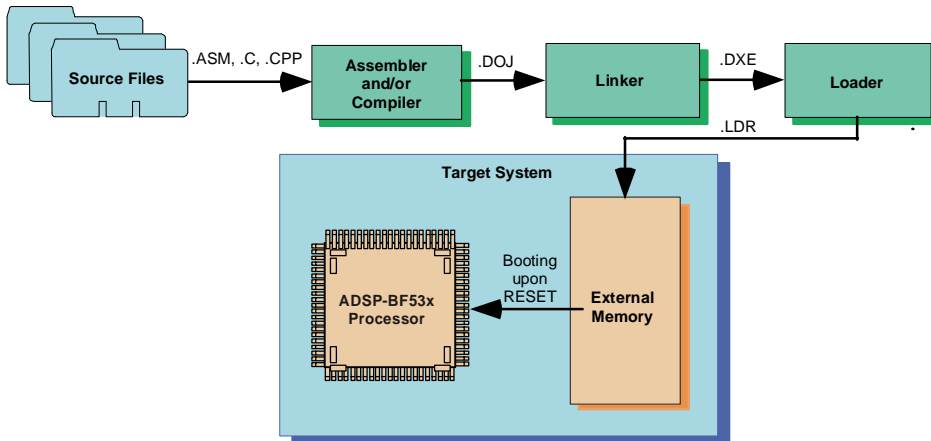 .ASM, .C, .CPP
Source Files
Assembler
and/or
Compiler
.DOJ
Linker
.DXE
Loader
.LDR
Target System
ADSP-BF53x
Processor
Booting
upon
RESET
External
Memory